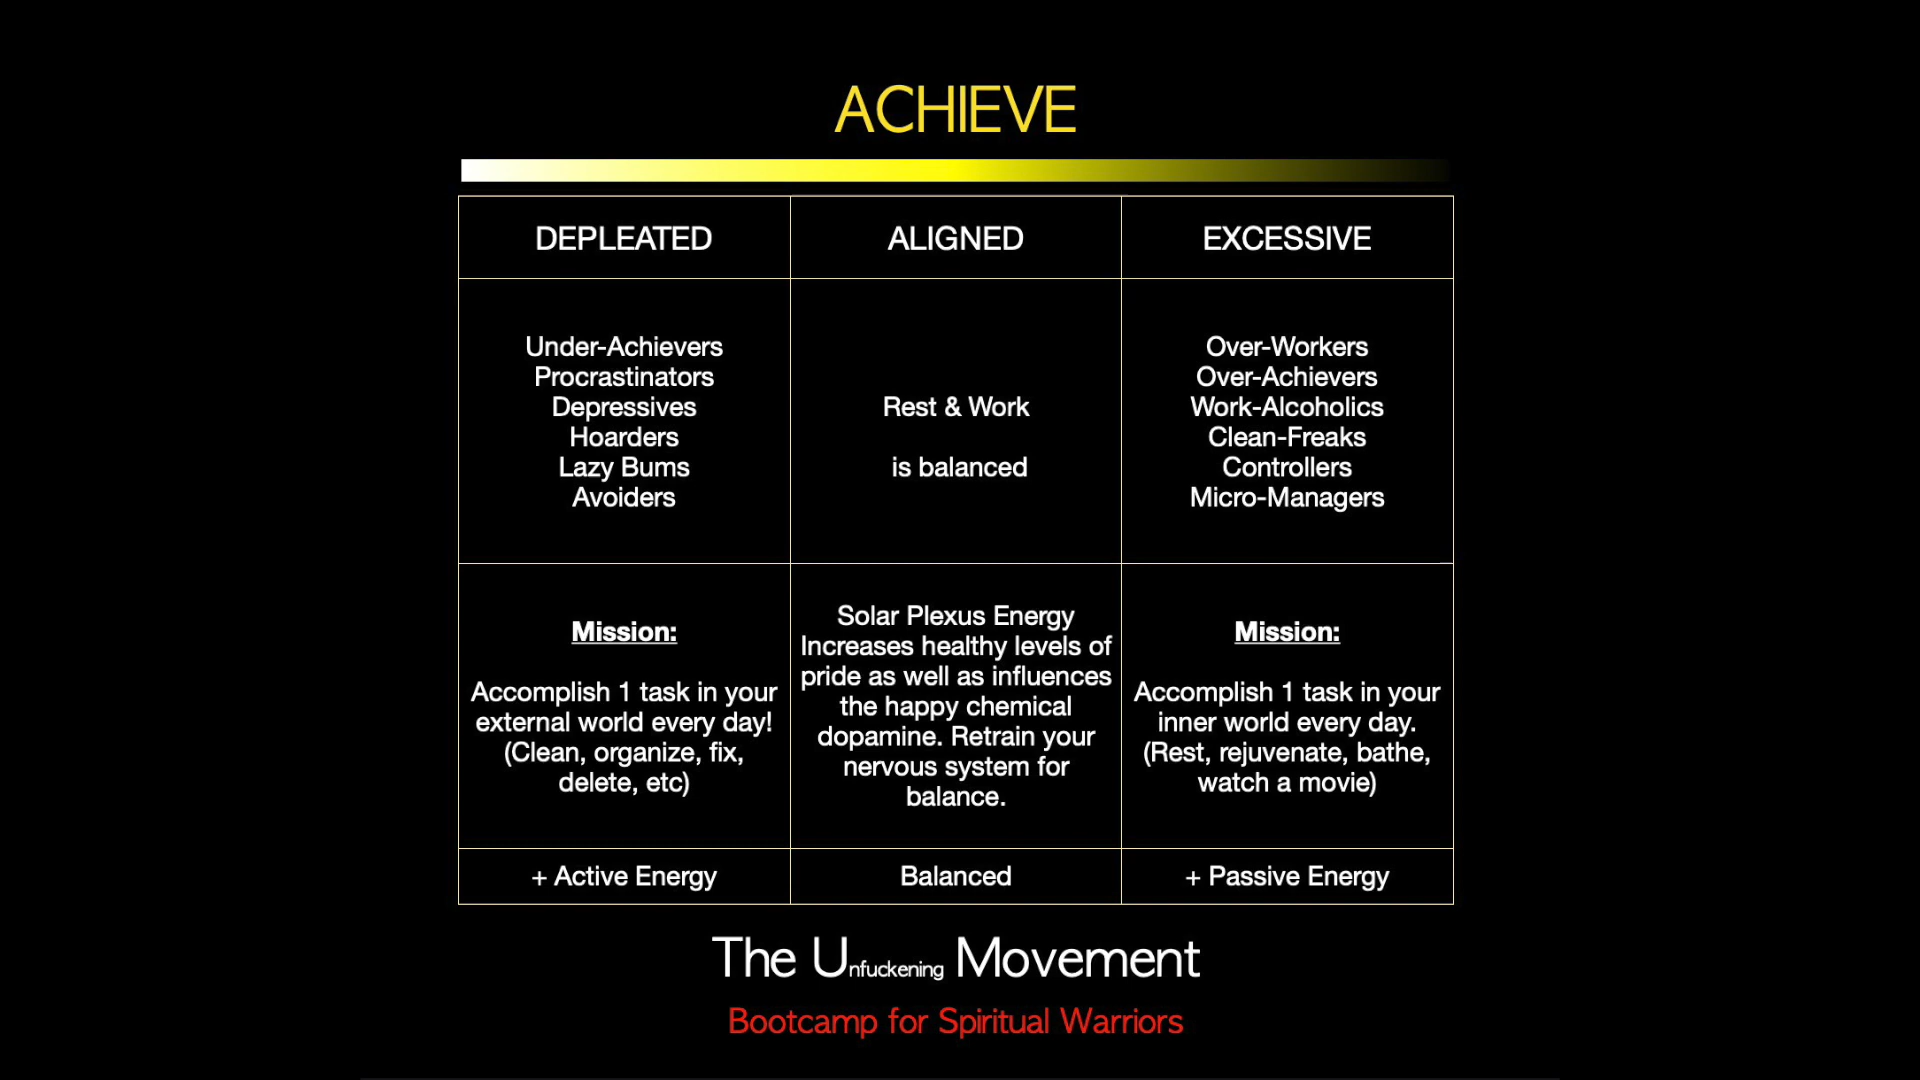 ACHIEVE
DEPLEATED
ALIGNED
EXCESSIVE
Under-Achievers
Procrastinators
Depressives
Hoarders
Lazy Bums
Avoiders
Rest & Work
is balanced
Over-Workers
Over-Achievers
Work-Alcoholics
Clean-Freaks
Controllers
Micro-Managers
Mission:
Accomplish 1 task in your
external world every day!
(Clean, organize, fix,
delete, etc)
Solar Plexus Energy
Increases healthy levels of
pride as well as influences
the happy chemical
dopamine. Retrain your
nervous system for
balance.
Mission:
Accomplish 1 task in your
inner world every day.
(Rest, rejuvenate, bathe,
watch a movie)
+ Active Energy
Balanced
+ Passive Energy
The Unfuckening Movement
Bootcamp for Spiritual Warriors